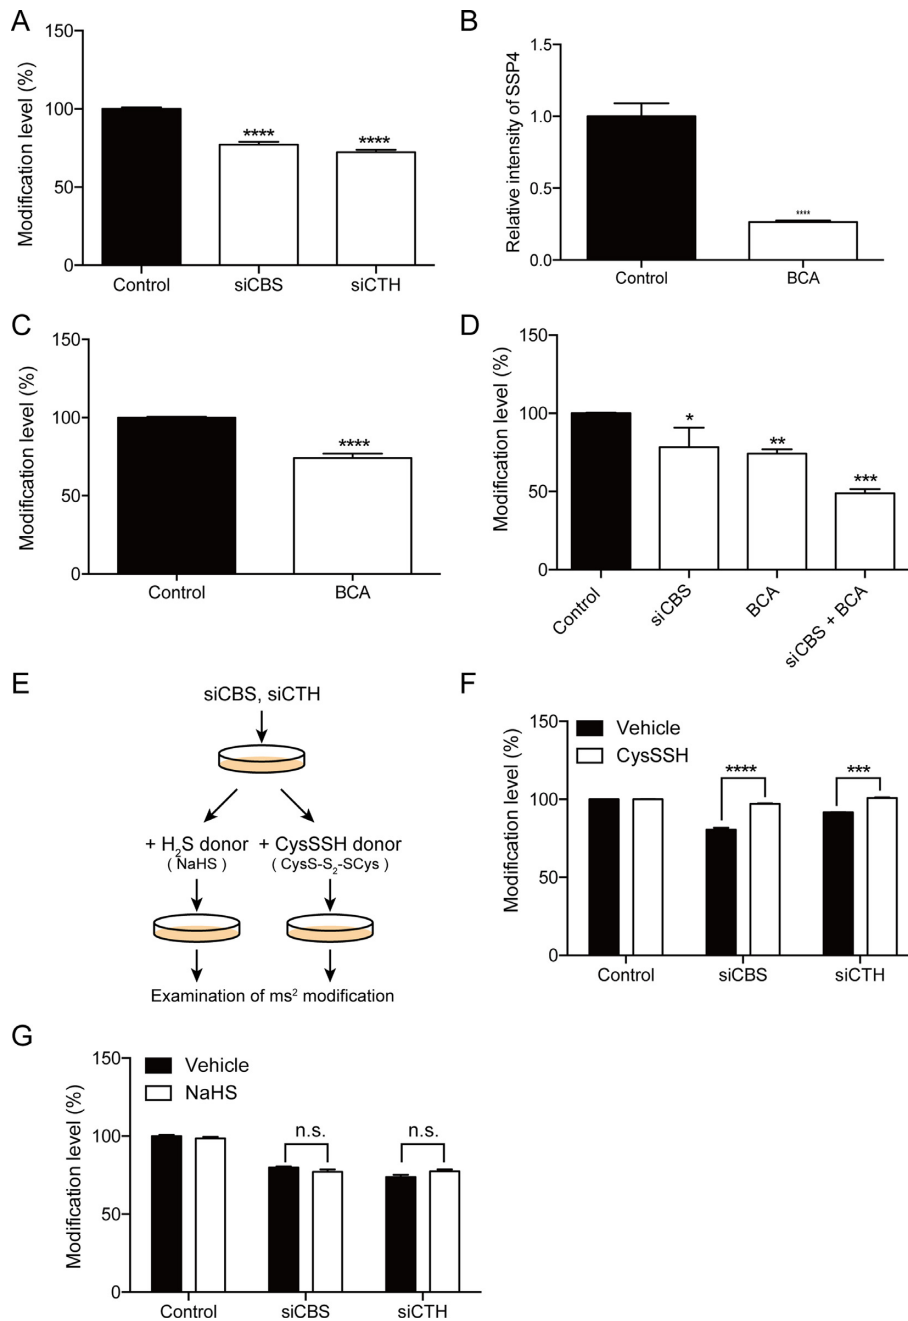 A
Modification level (%)
150
100
50
0
****
****
Control
siCBS
siCTH
B
Relative intensity of SSP4
1.5
1.0
0.5
0.0
****
Control
BCA
C
Modification level (%)
150
100
50
0
****
Control
BCA
D
Modification level (%)
150
100
50
0
*
**
***
Control
siCBS
BCA
siCBS + BCA
E
siCBS, siCTH
+ H₂S donor
( NaHS )
+ CysSSH donor
( CysS-S₂-SCys )
Examination of ms² modification
F
Modification level (%)
150
100
50
0
Vehicle
CysSSH
****
***
Control
siCBS
siCTH
G
Modification level (%)
150
100
50
0
Vehicle
NaHS
n.s.
n.s.
Control
siCBS
siCTH